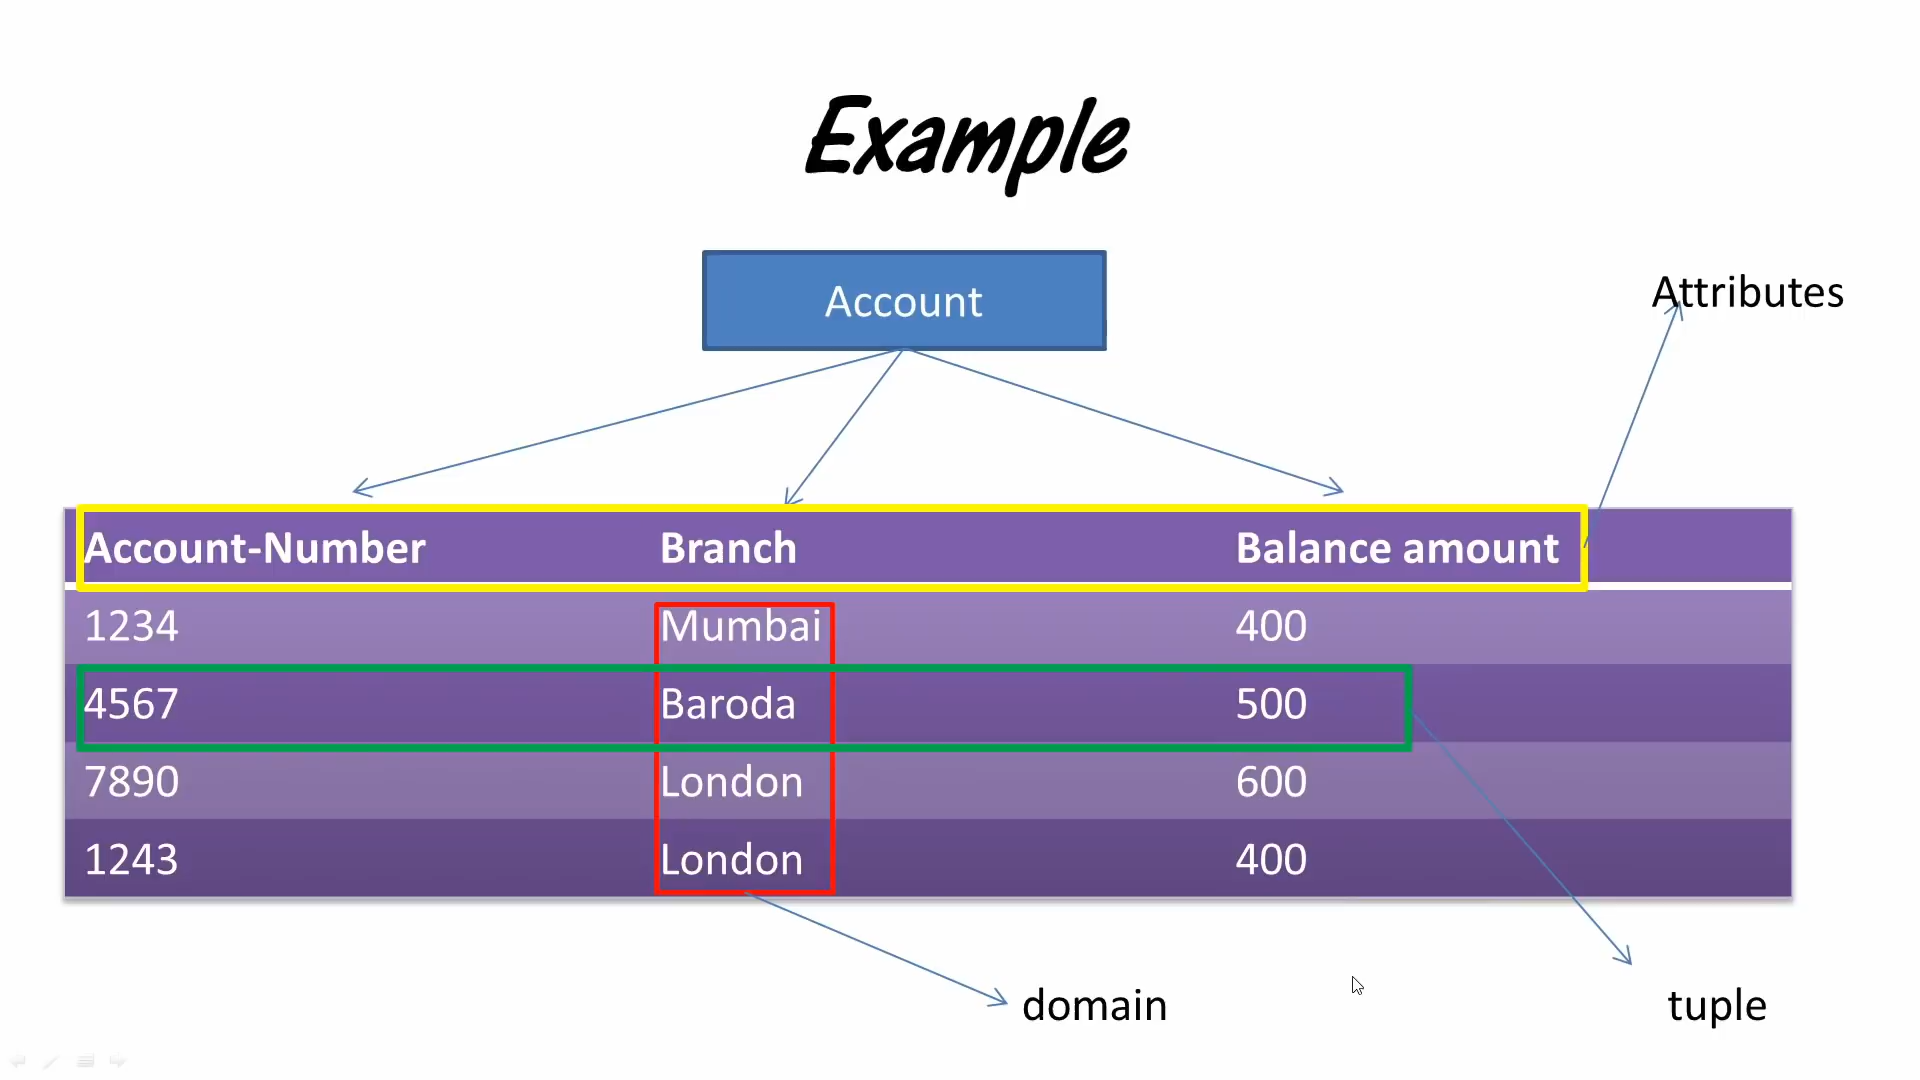 Example
Account
Attributes
Account-Number Branch Balance amount
1234 Mumbai 400
4567 Baroda 500
7890 London 600
1243 London 400
domain
tuple